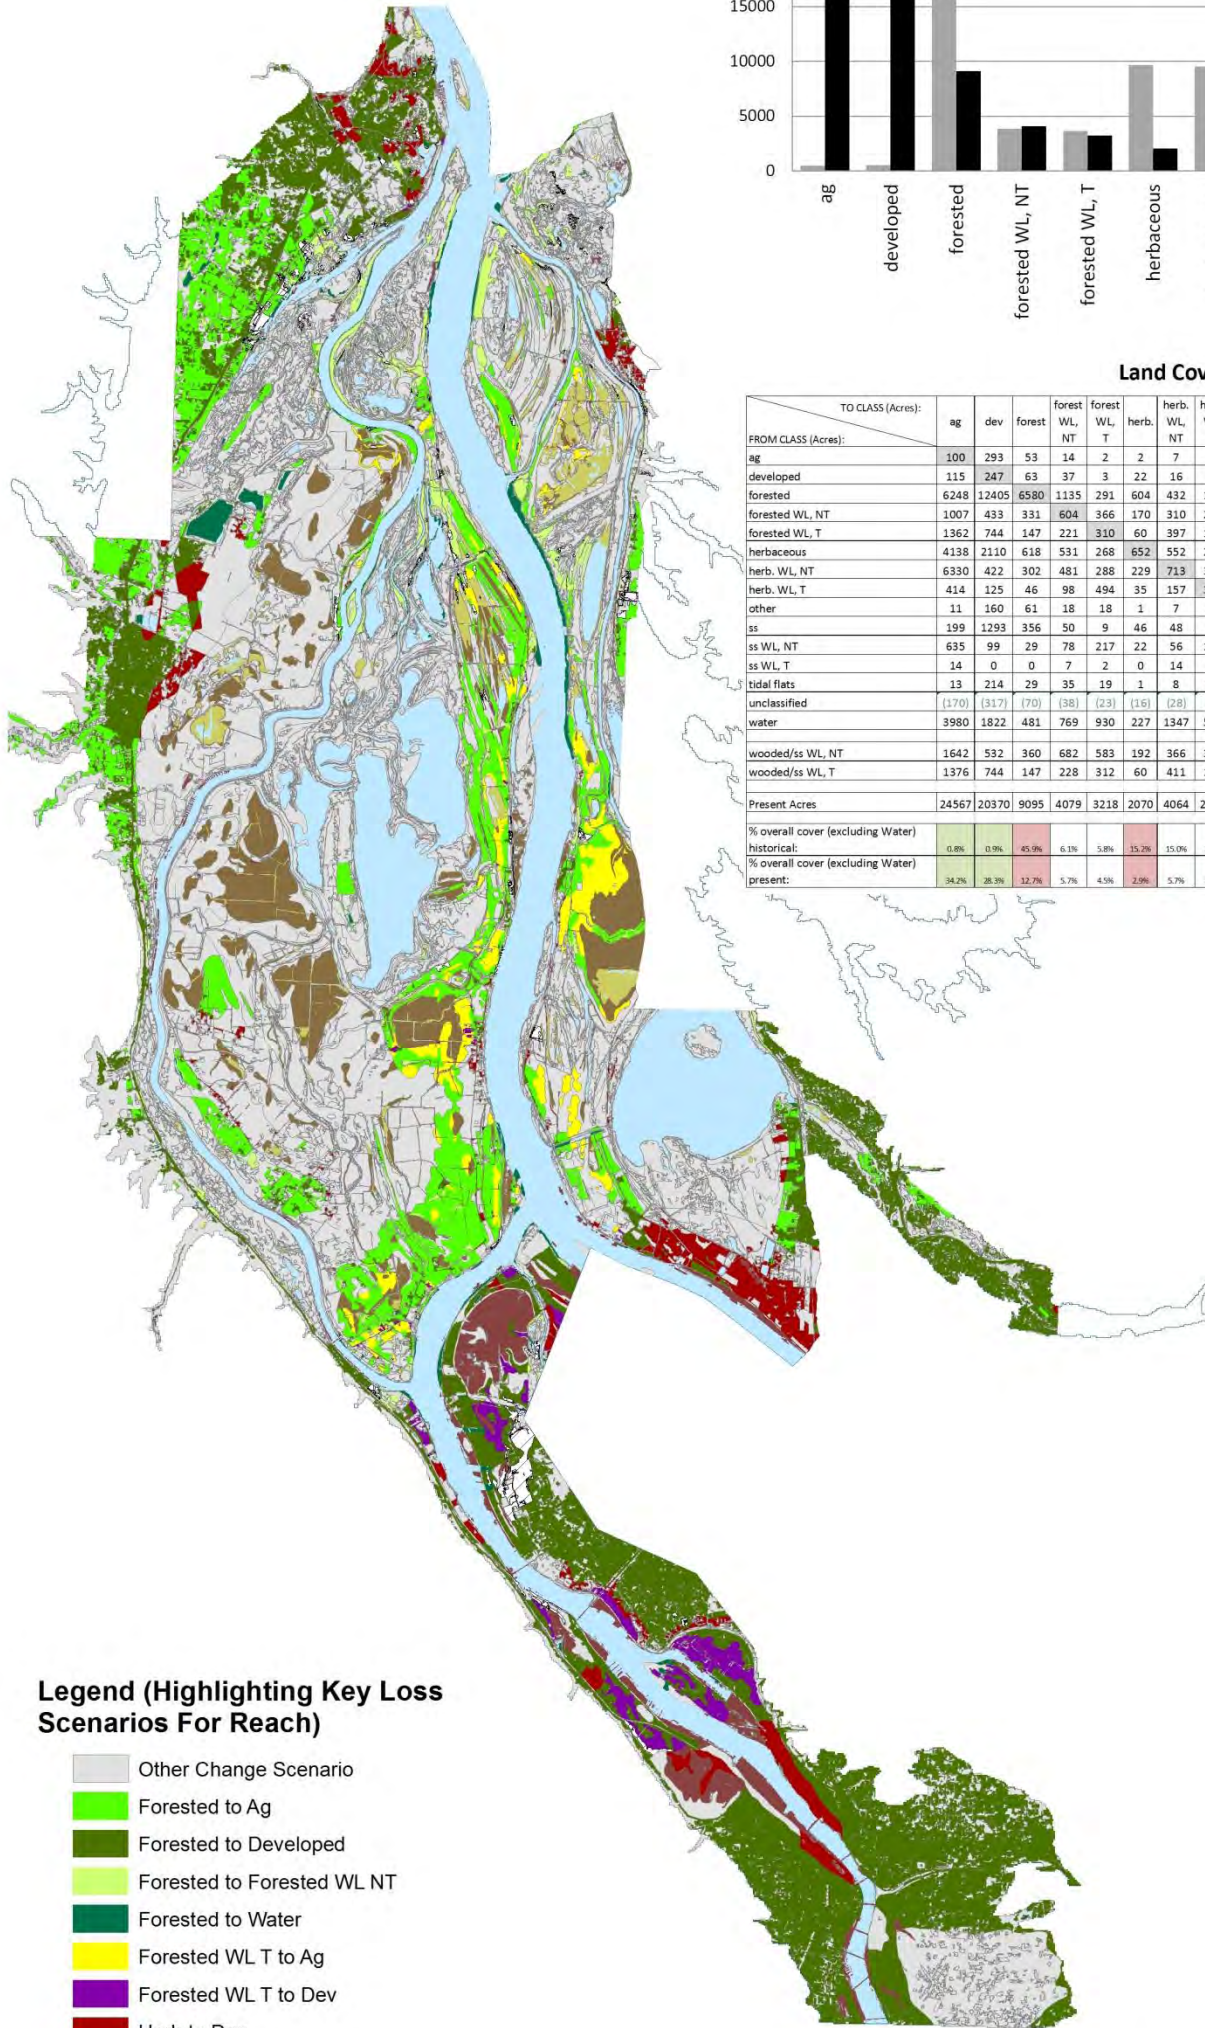 15000
10000
5000
0
ag
developed
forested
forested WL, NT
forested WL, T
herbaceous
Land Cov
TO CLASS (Acres): ag dev forest forest WL, NT forest WL, T herb. herb. WL, NT
FROM CLASS (Acres):
ag 100 293 53 14 2 2 7
developed 115 247 63 37 3 22 16
forested 6248 12405 6580 1135 291 604 432
forested WL, NT 1007 433 331 604 366 170 310
forested WL, T 1362 744 147 221 310 60 397
herbaceous 4138 2110 618 531 268 652 552
herb. WL, NT 6330 422 302 481 288 229 713
herb. WL, T 414 125 46 98 494 35 157
other 11 160 61 18 18 1 7
ss 199 1293 356 50 9 46 48
ss WL, NT 635 99 29 78 217 22 56
ss WL, T 14 0 0 7 2 0 14
tidal flats 13 214 29 35 19 1 8
unclassified (170) (317) (70) (38) (23) (16) (28)
water 3980 1822 481 769 930 227 1347
wooded/ss WL, NT 1642 532 360 682 583 192 366
wooded/ss WL, T 1376 744 147 228 312 60 411
Present Acres 24567 20370 9095 4079 3218 2070 4064 2
% overall cover (excluding Water)
historical: 0.8% 0.9% 45.9% 6.1% 5.8% 15.2% 15.0%
% overall cover (excluding Water)
present: 34.2% 28.3% 12.7% 5.7% 4.5% 2.9% 5.7%
Legend (Highlighting Key Loss
Scenarios For Reach)
Other Change Scenario
Forested to Ag
Forested to Developed
Forested to Forested WL NT
Forested to Water
Forested WL T to Ag
Forested WL T to Dev